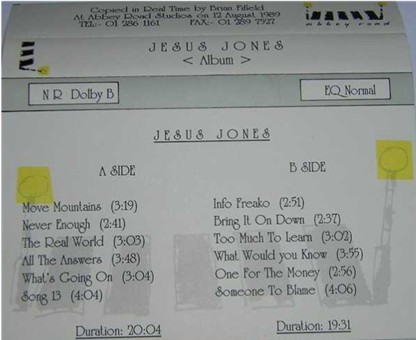 Copied in Real Time by Brian Fifield
At Abbey Road Studios on 12 August 1989
TEL:- 01 286 1161 FAX:- 01 289 7527
abbey road
JESUS JONES
< Album >
N R Dolby B
EQ Normal
JESUS JONES
A SIDE
Move Mountains (3:19)
Never Enough (2:41)
The Real World (3:03)
All The Answers (3:48)
What's Going On (3:04)
Song 13 (4:04)
Duration: 20:04
B SIDE
Info Freako (2:51)
Bring It On Down (2:37)
Too Much To Learn (3:02)
What Would you Know (3:55)
One For The Money (2:56)
Someone To Blame (4:06)
Duration: 19:31